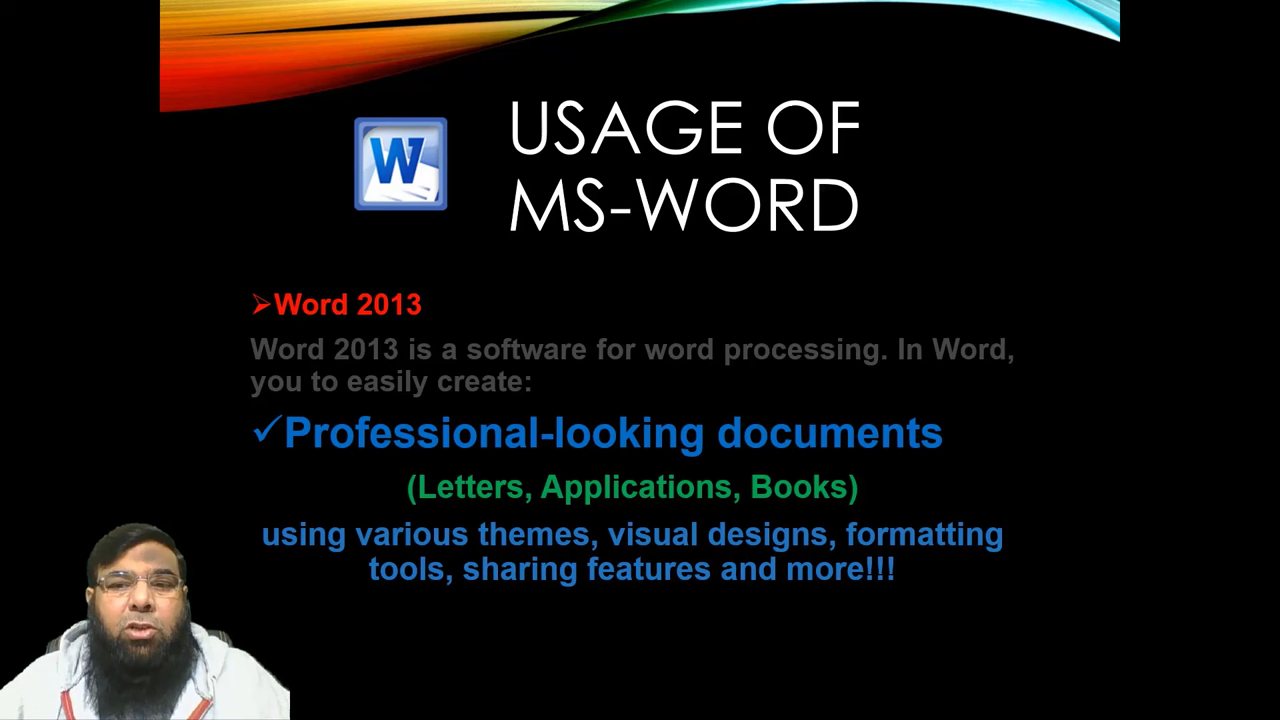 USAGE OF
MS-WORD
W
➢Word 2013
Word 2013 is a software for word processing. In Word,
you to easily create:
✓Professional-looking documents
(Letters, Applications, Books)
using various themes, visual designs, formatting
tools, sharing features and more!!!